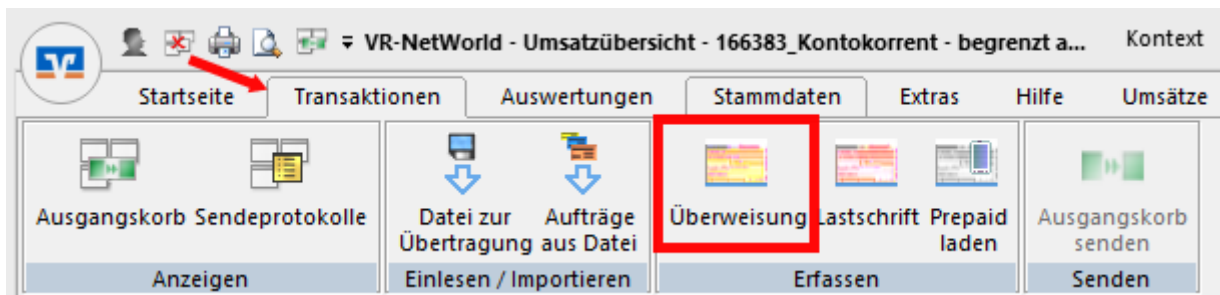 VR-NetWorld - Umsatzübersicht - 166383_Kontokorrent - begrenzt a... Kontext
Startseite Transaktionen Auswertungen Stammdaten Extras Hilfe Umsätze
Ausgangskorb Sendeprotokolle Datei zur Aufträge Überweisung Lastschrift Prepaid Ausgangskorb
Übertragung aus Datei laden senden
Anzeigen Einlesen / Importieren Erfassen Senden